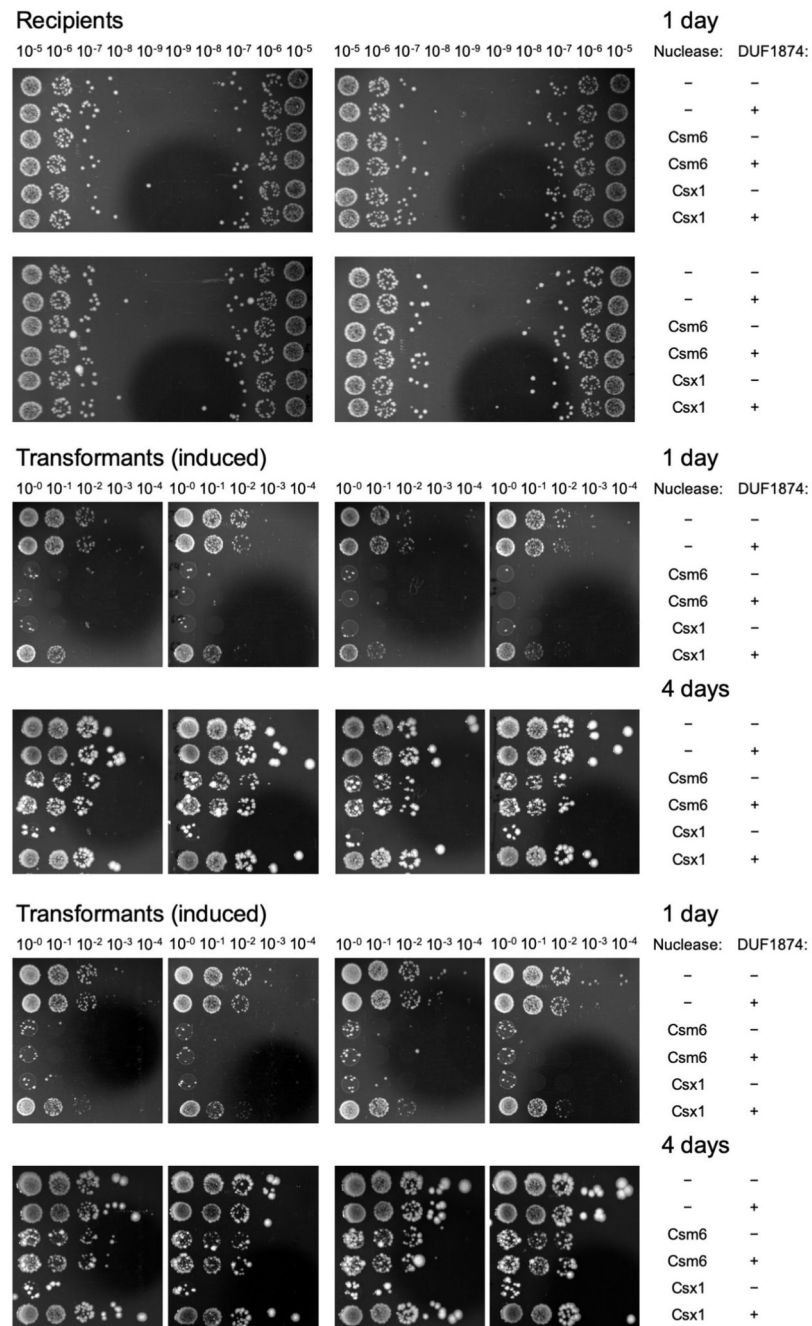 Recipients 1 day
10-5 10-6 10-7 10-8 10-9 10-9 10-8 10-7 10-6 10-5 10-5 10-6 10-7 10-8 10-9 10-9 10-8 10-7 10-6 10-5 Nuclease: DUF1874:
– –
– +
Csm6 –
Csm6 +
Csx1 –
Csx1 +
– –
– +
Csm6 –
Csm6 +
Csx1 –
Csx1 +
Transformants (induced) 1 day
10-0 10-1 10-2 10-3 10-4 10-0 10-1 10-2 10-3 10-4 10-0 10-1 10-2 10-3 10-4 10-0 10-1 10-2 10-3 10-4 Nuclease: DUF1874:
– –
– +
Csm6 –
Csm6 +
Csx1 –
Csx1 +
4 days
– –
– +
Csm6 –
Csm6 +
Csx1 –
Csx1 +
Transformants (induced) 1 day
10-0 10-1 10-2 10-3 10-4 10-0 10-1 10-2 10-3 10-4 10-0 10-1 10-2 10-3 10-4 10-0 10-1 10-2 10-3 10-4 Nuclease: DUF1874:
– –
– +
Csm6 –
Csm6 +
Csx1 –
Csx1 +
4 days
– –
– +
Csm6 –
Csm6 +
Csx1 –
Csx1 +